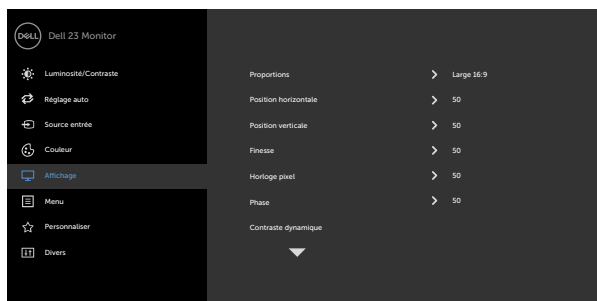 DELL Dell 23 Monitor
Luminosité/Contraste
Réglage auto
Source entrée
Couleur
Affichage
Menu
Personnaliser
Divers
Proportions Large 16:9
Position horizontale 50
Position verticale 50
Finesse 50
Horloge pixel 50
Phase 50
Contraste dynamique